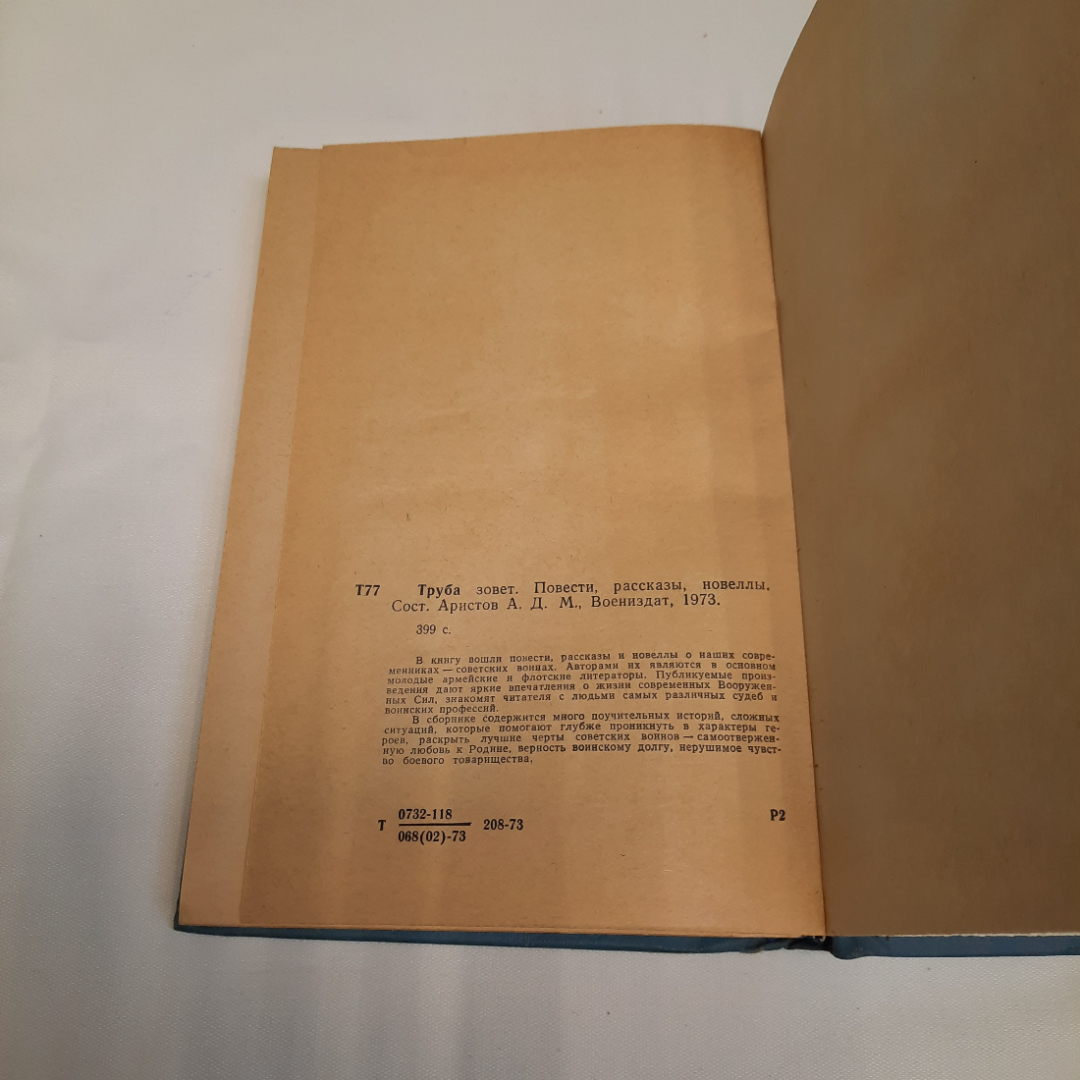 Т77 Труба зовет. Повести, рассказы, новеллы.
Сост. Аристов А. Д. М., Воениздат, 1973.
399 с.
В книгу вошли повести, рассказы и новеллы о наших совре-
менниках — советских воинах. Авторами их являются в основном
молодые армейские и флотские литераторы. Публикуемые произ-
ведения дают яркие впечатления о жизни современных Вооружен-
ных Сил, знакомят читателя с людьми самых различных судеб и
воинских профессий.
В сборнике содержится много поучительных историй, сложных
ситуаций, которые помогают глубже проникнуть в характеры ге-
роев, раскрыть лучшие черты советских воинов — самоотвержен-
ную любовь к Родине, верность воинскому долгу, нерушимое чувст-
во боевого товарищества.
Т 0732-118
068(02)-73 208-73 Р2